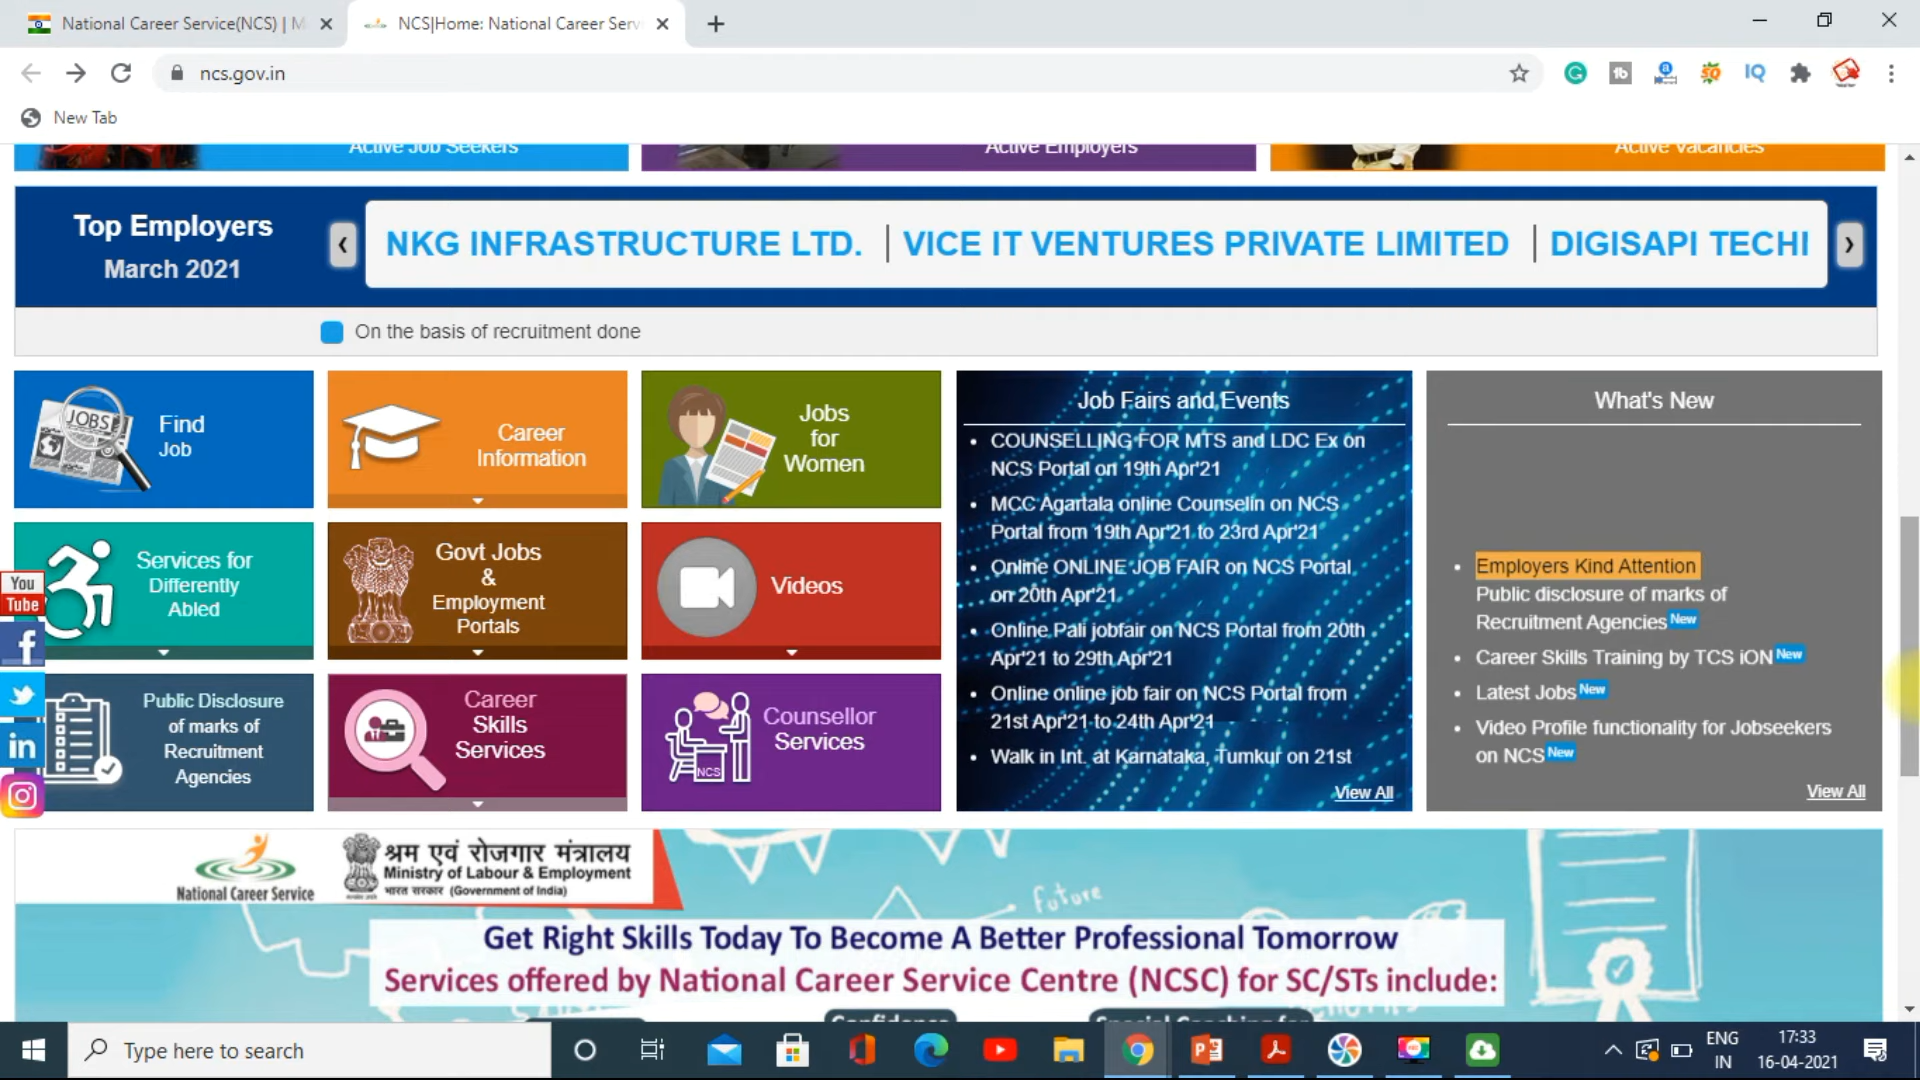 National Career Service(NCS) | M
NCS|Home: National Career Serv
ncs.gov.in
New Tab
Active Job Seekers
Active Employers
Active Vacancies
Top Employers
March 2021
NKG INFRASTRUCTURE LTD. | VICE IT VENTURES PRIVATE LIMITED | DIGISAPI TECH
On the basis of recruitment done
JOBS
Find
Job
Career
Information
Jobs
for
Women
Services for
Differently
Abled
Govt Jobs
&
Employment
Portals
Videos
Public Disclosure
of marks of
Recruitment
Agencies
Career
Skills
Services
NCS
Counsellor
Services
You
Tube
Job Fairs and Events
COUNSELLING FOR MTS and LDC Ex on
NCS Portal on 19th Apr'21
MCC Agartala online Counselin on NCS
Portal from 19th Apr'21 to 23rd Apr'21
Online ONLINE JOB FAIR on NCS Portal
on 20th Apr'21
Online Pali jobfair on NCS Portal from 20th
Apr'21 to 29th Apr'21
Online online job fair on NCS Portal from
21st Apr'21 to 24th Apr'21
Walk in Int. at Karnataka, Tumkur on 21st
View All
What's New
Employers Kind Attention
Public disclosure of marks of
Recruitment Agencies New
Career Skills Training by TCS iON New
Latest Jobs New
Video Profile functionality for Jobseekers
on NCS New
View All
National Career Service
श्रम एवं रोजगार मंत्रालय
Ministry of Labour & Employment
भारत सरकार (Government of India)
Future
Get Right Skills Today To Become A Better Professional Tomorrow
Services offered by National Career Service Centre (NCSC) for SC/STs include:
Confidence
Special Coaching for
Type here to search
ENG
IN
17:33
16-04-2021